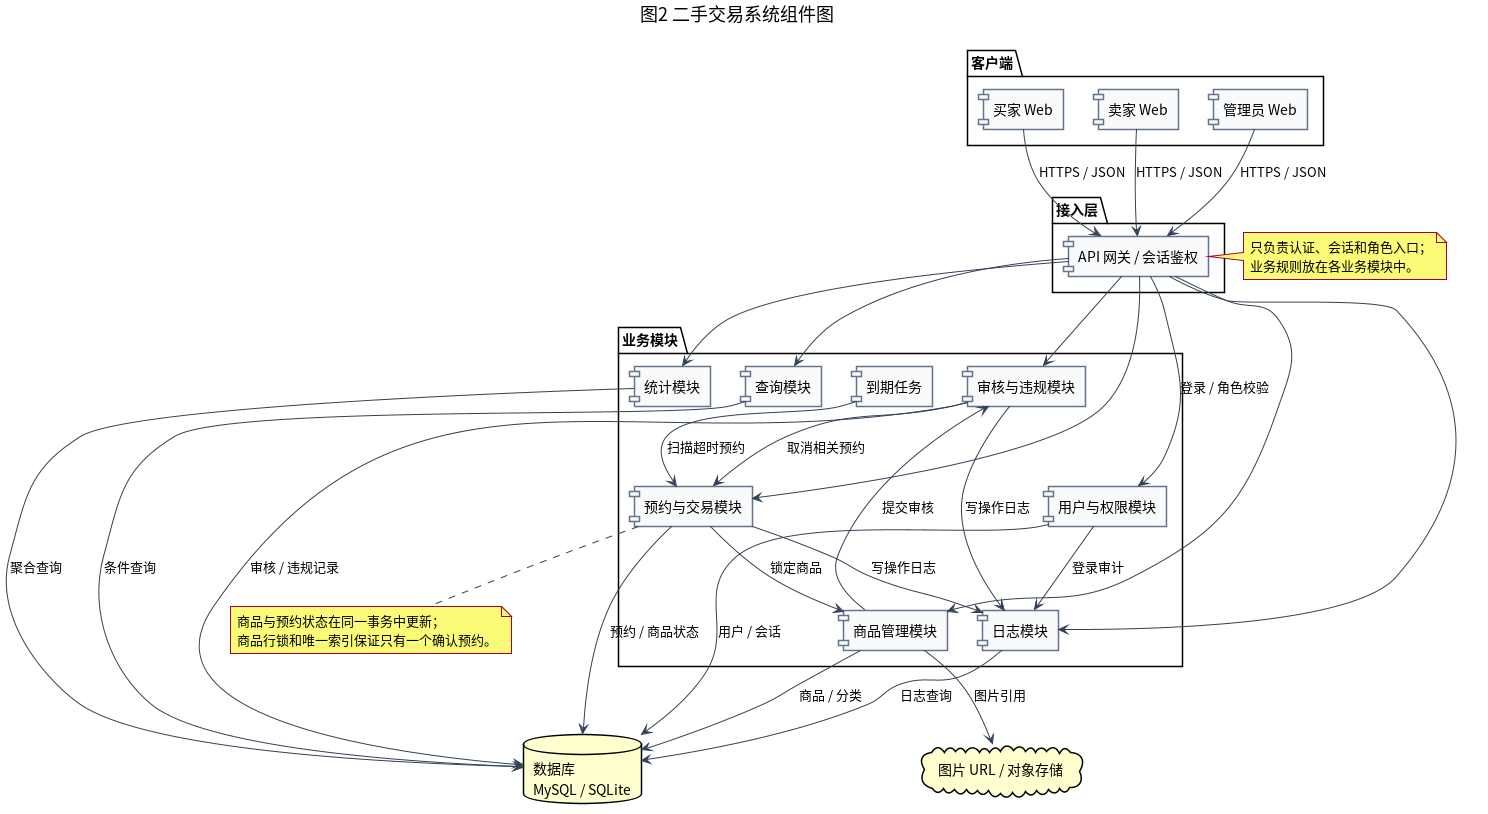 图2 二手交易系统组件图
客户端
买家 Web
卖家 Web
管理员 Web
HTTPS / JSON
HTTPS / JSON
HTTPS / JSON
接入层
API 网关 / 会话鉴权
只负责认证、会话和角色入口；
业务规则放在各业务模块中。
业务模块
统计模块
查询模块
到期任务
审核与违规模块
登录 / 角色校验
扫描超时预约
取消相关预约
预约与交易模块
提交审核
写操作日志
用户与权限模块
聚合查询
条件查询
审核 / 违规记录
锁定商品
写操作日志
登录审计
商品与预约状态在同一事务中更新；
商品行锁和唯一索引保证只有一个确认预约。
预约 / 商品状态
用户 / 会话
商品管理模块
日志模块
商品 / 分类
日志查询
图片引用
数据库
MySQL / SQLite
图片 URL / 对象存储